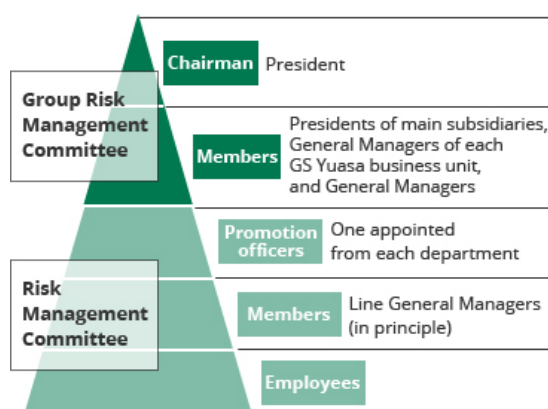 Group Risk
Management
Committee
Chairman
President
Members
Presidents of main subsidiaries,
General Managers of each
GS Yuasa business unit,
and General Managers
Risk
Management
Committee
Promotion
officers
One appointed
from each department
Members
Line General Managers
(in principle)
Employees